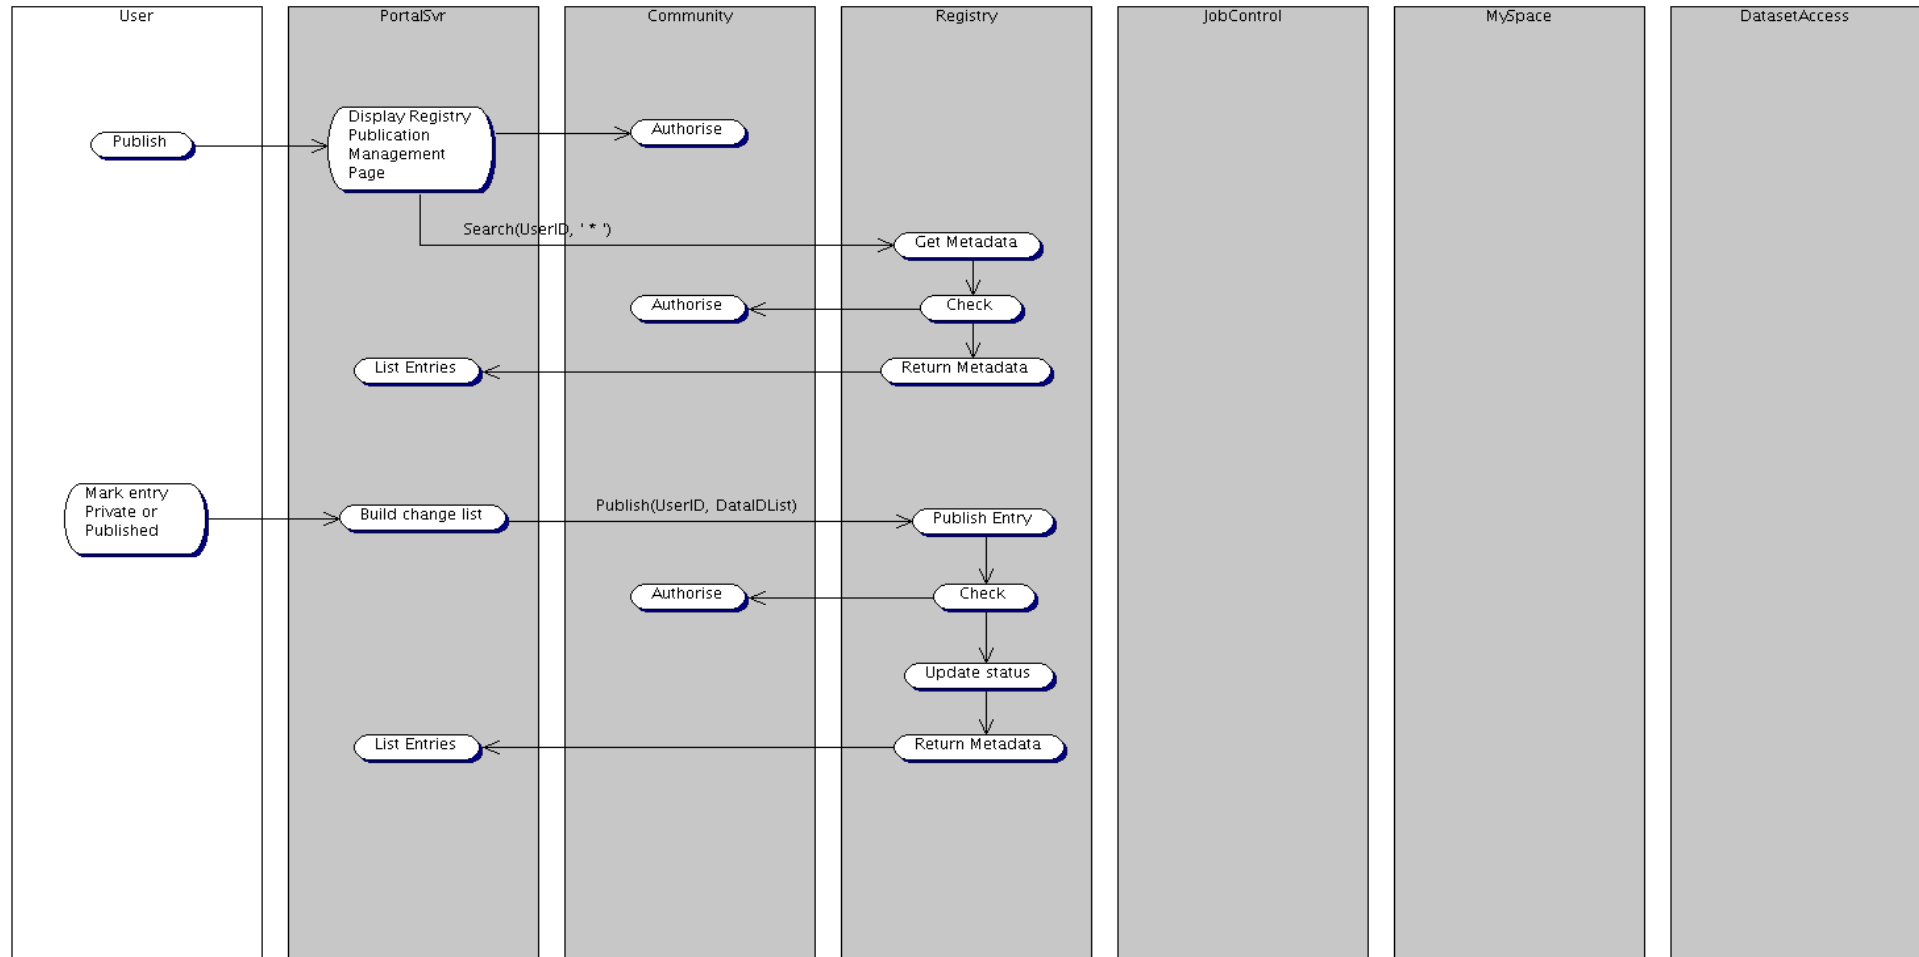 User
PortalSvr
Community
Registry
JobControl
MySpace
DatasetAccess
Publish
Display Registry
Publication
Management
Page
Authorise
Search(UserID, ' * ')
Get Metadata
Authorise
Check
List Entries
Return Metadata
Mark entry
Private or
Published
Build change list
Publish(UserID, DataIDList)
Publish Entry
Authorise
Check
Update status
List Entries
Return Metadata